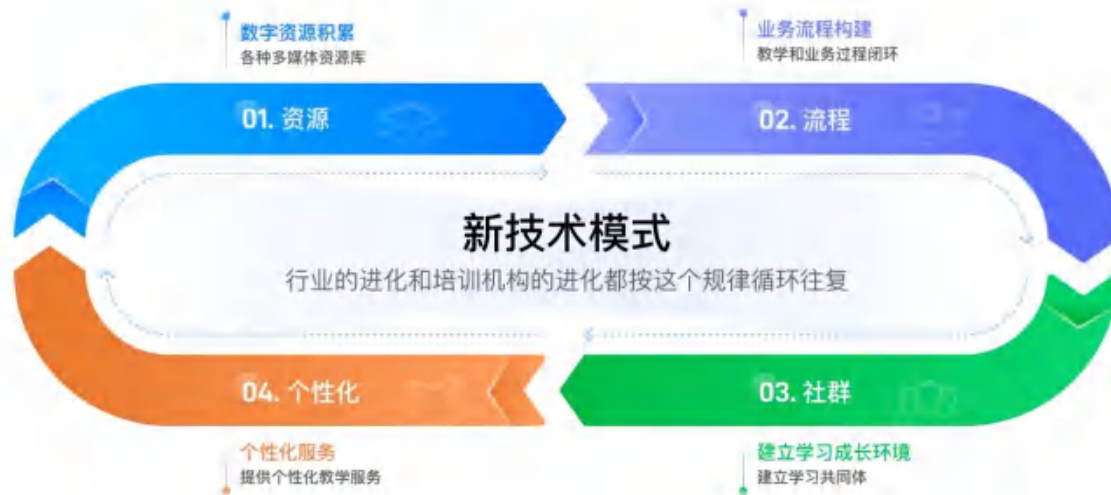 数字资源积累
各种多媒体资源库
业务流程构建
教学和业务过程闭环
01. 资源
02. 流程
新技术模式
行业的进化和培训机构的进化都按这个规律循环往复
04. 个性化
03. 社群
个性化服务
提供个性化教学服务
建立学习成长环境
建立学习共同体